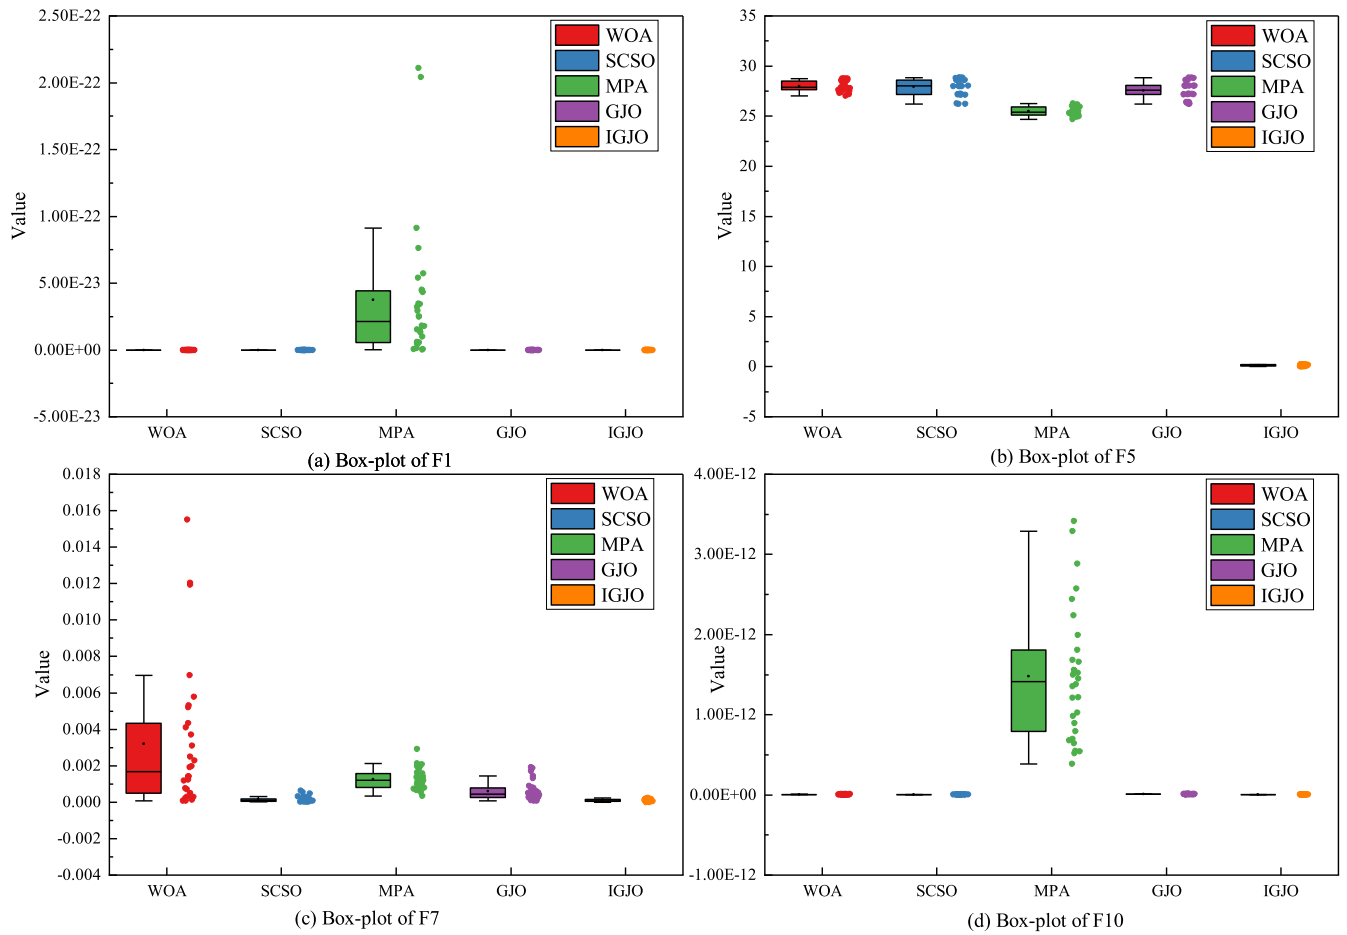 2.50E-22
2.00E-22
1.50E-22
1.00E-22
5.00E-23
0.00E+00
-5.00E-23
Value
WOA
SCSO
MPA
GJO
IGJO
WOA
SCSO
MPA
GJO
IGJO
(a) Box-plot of F1
35
30
25
20
15
10
5
0
-5
Value
WOA
SCSO
MPA
GJO
IGJO
WOA
SCSO
MPA
GJO
IGJO
(b) Box-plot of F5
0.018
0.016
0.014
0.012
0.010
0.008
0.006
0.004
0.002
0.000
-0.002
-0.004
Value
WOA
SCSO
MPA
GJO
IGJO
WOA
SCSO
MPA
GJO
IGJO
(c) Box-plot of F7
4.00E-12
3.00E-12
2.00E-12
1.00E-12
0.00E+00
-1.00E-12
Value
WOA
SCSO
MPA
GJO
IGJO
WOA
SCSO
MPA
GJO
IGJO
(d) Box-plot of F10